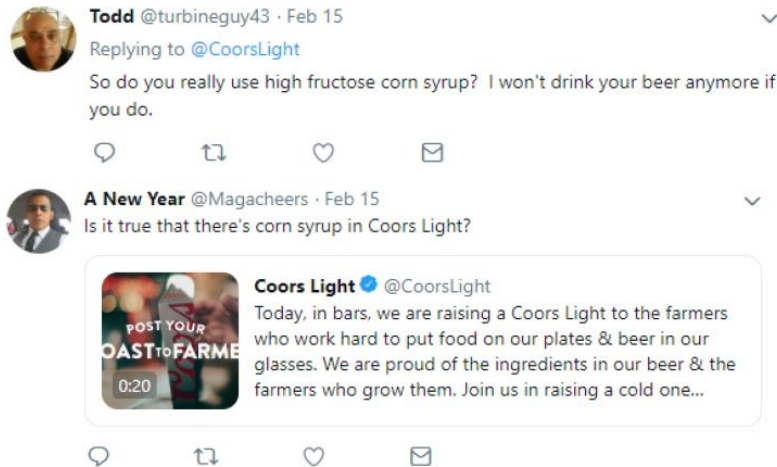 Todd @turbineguy43 · Feb 15
Replying to @CoorsLight
So do you really use high fructose corn syrup?  I won't drink your beer anymore if
you do.
A New Year @Magacheers · Feb 15
Is it true that there's corn syrup in Coors Light?
Coors Light @CoorsLight
Today, in bars, we are raising a Coors Light to the farmers
who work hard to put food on our plates & beer in our
glasses. We are proud of the ingredients in our beer & the
farmers who grow them. Join us in raising a cold one...
POST YOUR
OAST TO FARME
Coors
0:20